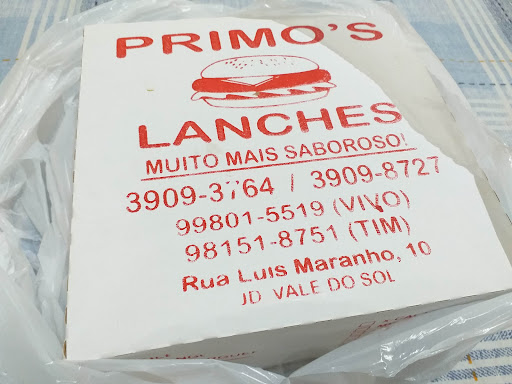 PRIMO'S
LANCHES
MUITO MAIS SABOROSO!
3909-3764 / 3909-8727
99801-5519 (VIVO)
98151-8751 (TIM)
Rua Luis Maranho, 10
JD VALE DO SOL